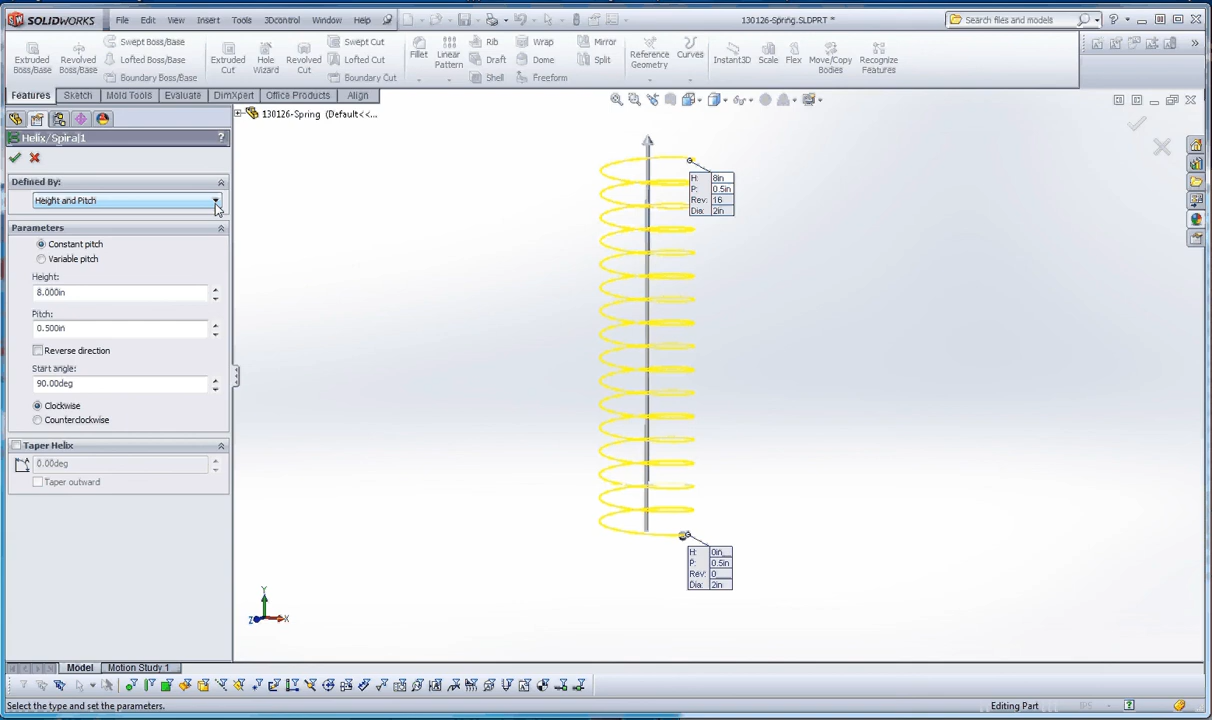 SOLIDWORKS File Edit View Insert Tools 3Dcontrol Window Help 130126-Spring.SLDPRT * Search files and models
Extruded Boss/Base
Revolved Boss/Base
Swept Boss/Base
Lofted Boss/Base
Boundary Boss/Base
Extruded Cut
Hole Wizard
Revolved Cut
Swept Cut
Lofted Cut
Boundary Cut
Fillet
Linear Pattern
Rib
Draft
Shell
Wrap
Dome
Freeform
Mirror
Split
Reference Geometry
Curves
Instant3D
Scale
Flex
Move/Copy Bodies
Recognize Features
Features Sketch Mold Tools Evaluate DimXpert Office Products Align
130126-Spring (Default<<...
Helix/Spiral1 ?
Defined By:
Height and Pitch
Parameters
Constant pitch
Variable pitch
Height:
8.000in
Pitch:
0.500in
Reverse direction
Start angle:
90.00deg
Clockwise
Counterclockwise
Taper Helix
0.00deg
Taper outward
H: 8in
P: 0.5in
Rev: 16
Dia: 2in
H: 0in
P: 0.5in
Rev: 0
Dia: 2in
Y
Z X
Model Motion Study 1
Select the type and set the parameters. Editing Part